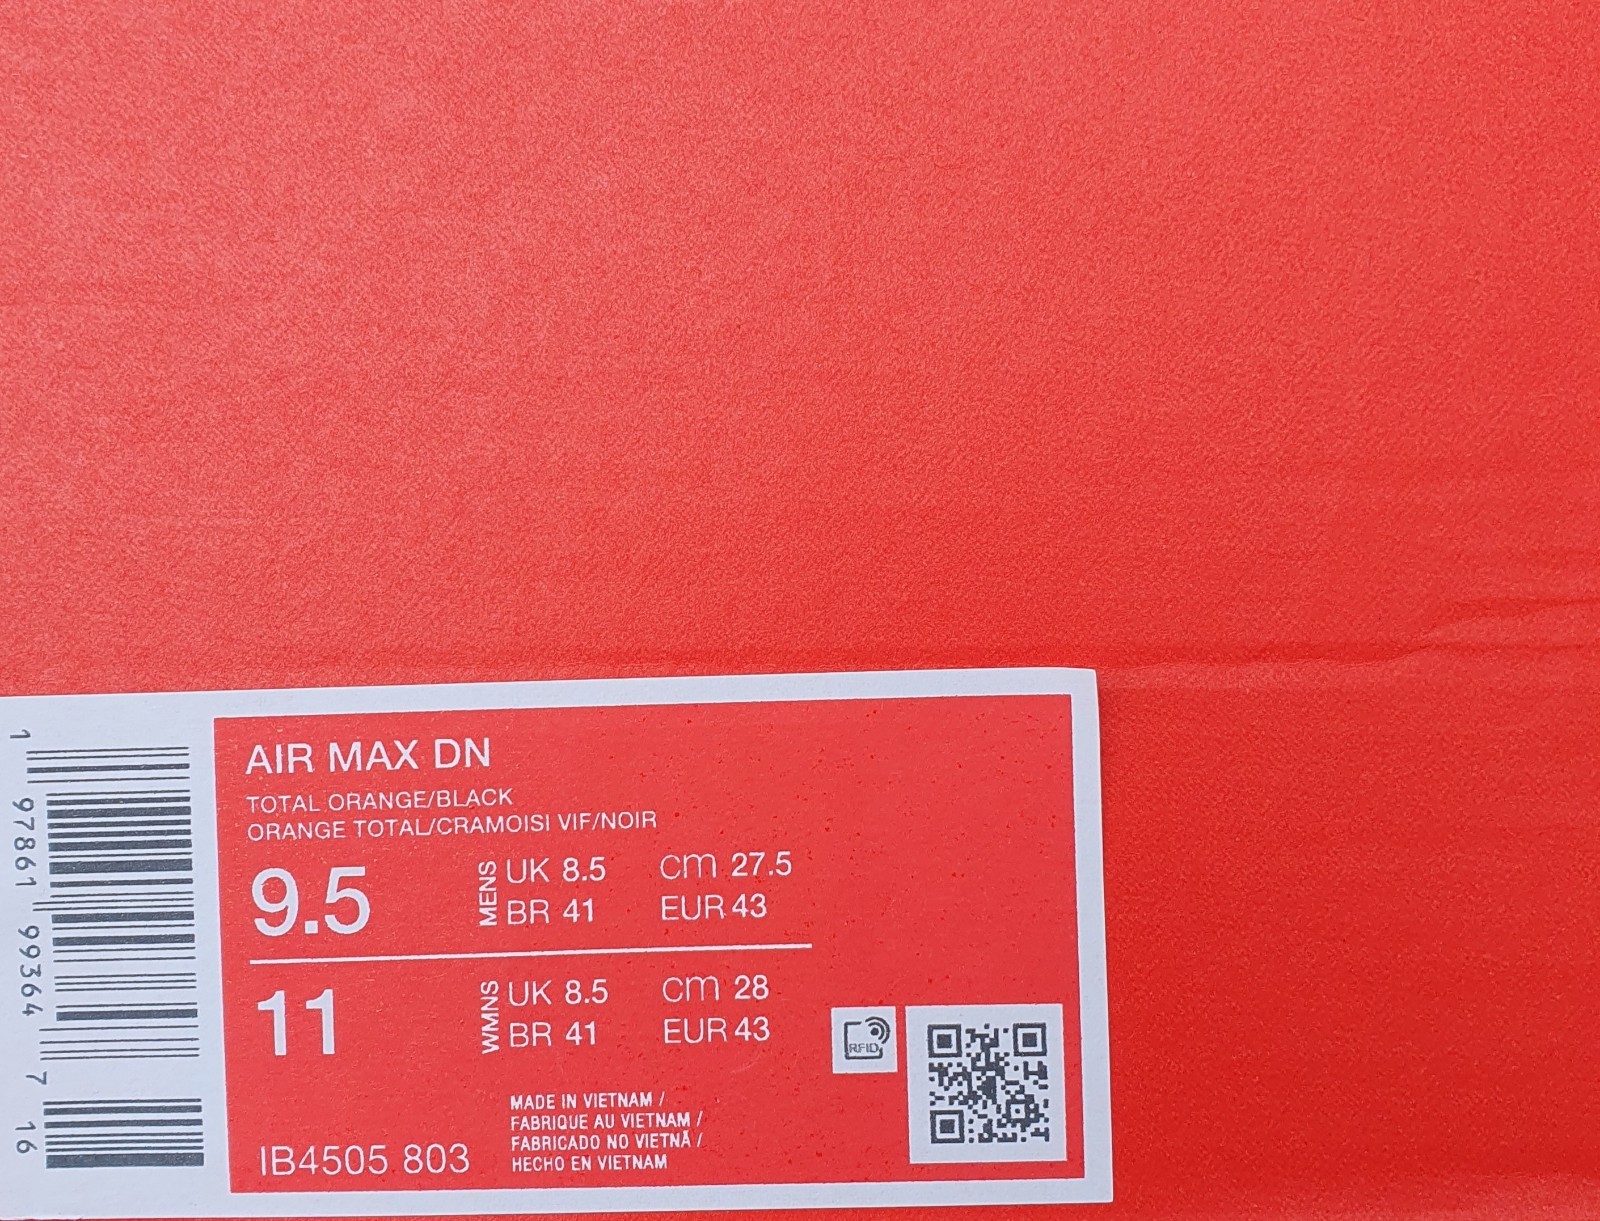 AIR MAX DN
TOTAL ORANGE/BLACK
ORANGE TOTAL/CRAMOISI VIF/NOIR
9.5
MENS
UK 8.5 cm 27.5
BR 41 EUR 43
11
WMNS
UK 8.5 cm 28
BR 41 EUR 43
RFID
MADE IN VIETNAM /
FABRIQUE AU VIETNAM /
FABRICADO NO VIETNÃ /
HECHO EN VIETNAM
IB4505 803
1 97861 99364 7 16